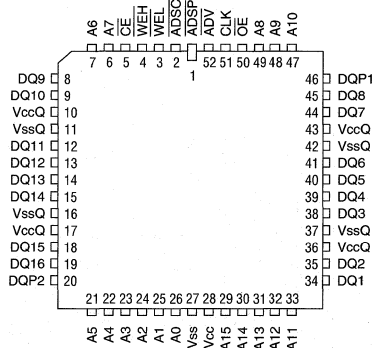 A6 A7 CE WEH WEL ADSC ADSP ADV CLK OE A8 A9 A10
7 6 5 4 3 2 1 52 51 50 49 48 47
DQ9 8 46 DQP1
DQ10 9 45 DQ8
VccQ 10 44 DQ7
VssQ 11 43 VccQ
DQ11 12 42 VssQ
DQ12 13 41 DQ6
DQ13 14 40 DQ5
DQ14 15 39 DQ4
VssQ 16 38 DQ3
VccQ 17 37 VssQ
DQ15 18 36 VccQ
DQ16 19 35 DQ2
DQP2 20 34 DQ1
21 22 23 24 25 26 27 28 29 30 31 32 33
A5 A4 A3 A2 A1 A0 Vss Vcc A15 A14 A13 A12 A11